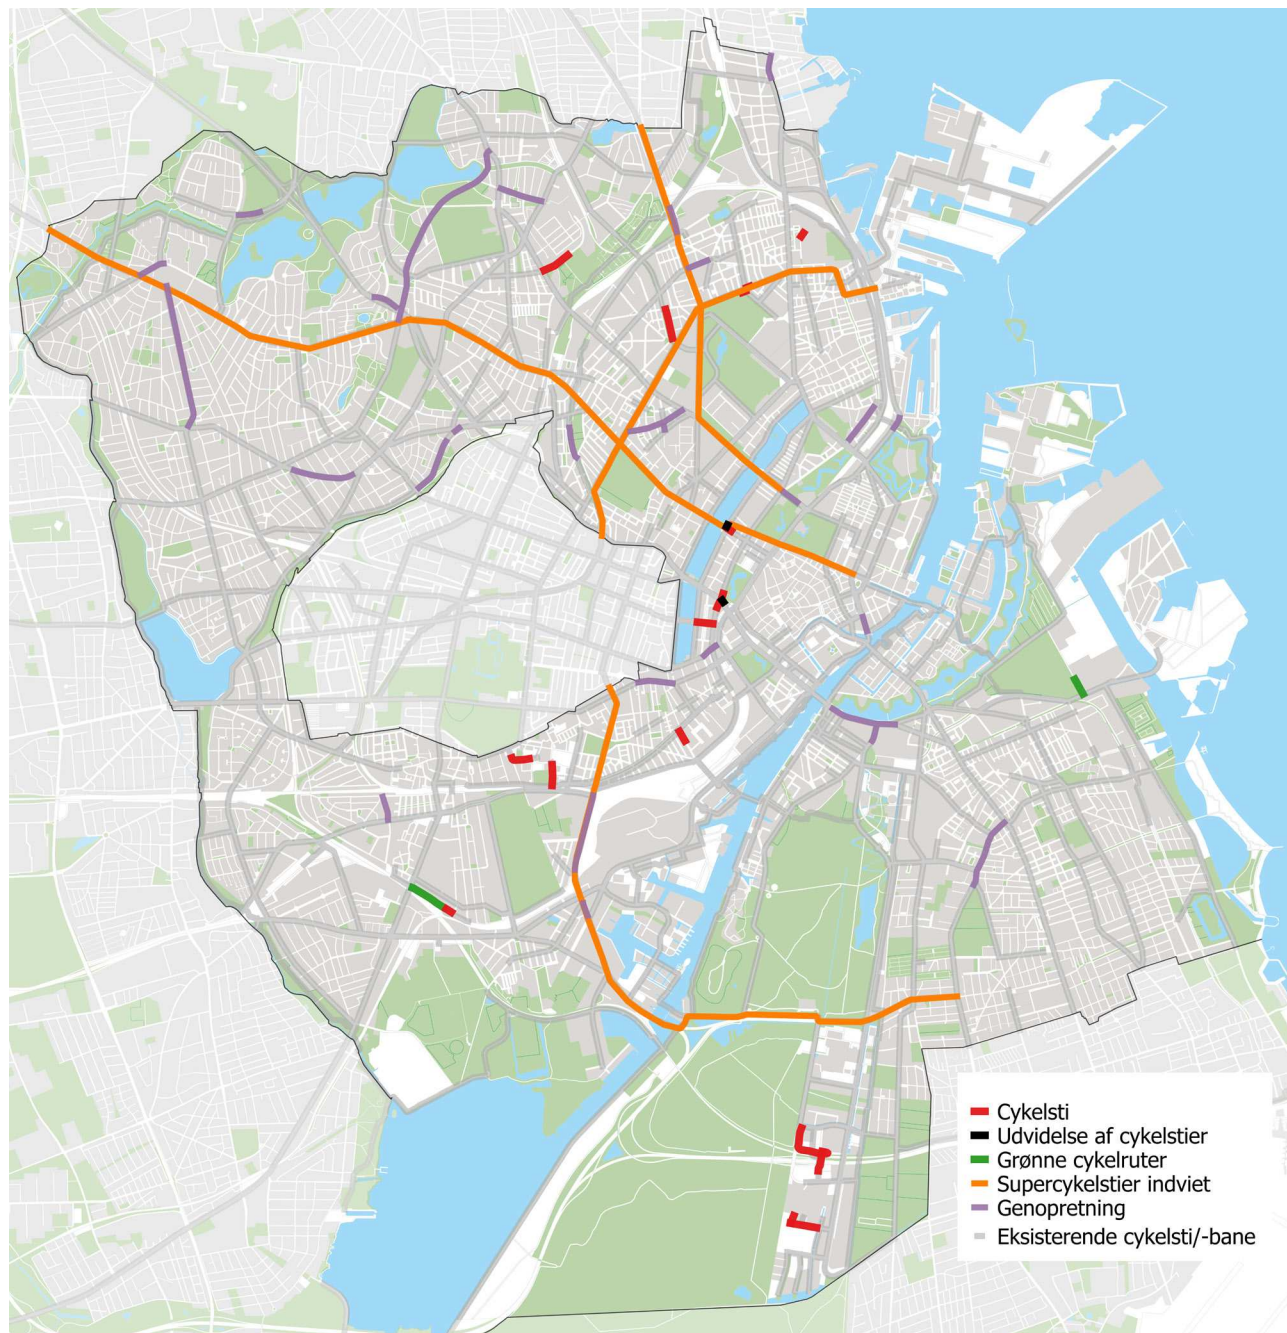 Cykelsti
Udvidelse af cykelstier
Grønne cykelruter
Supercykelstier indviet
Genopretning
Eksisterende cykelsti/-bane